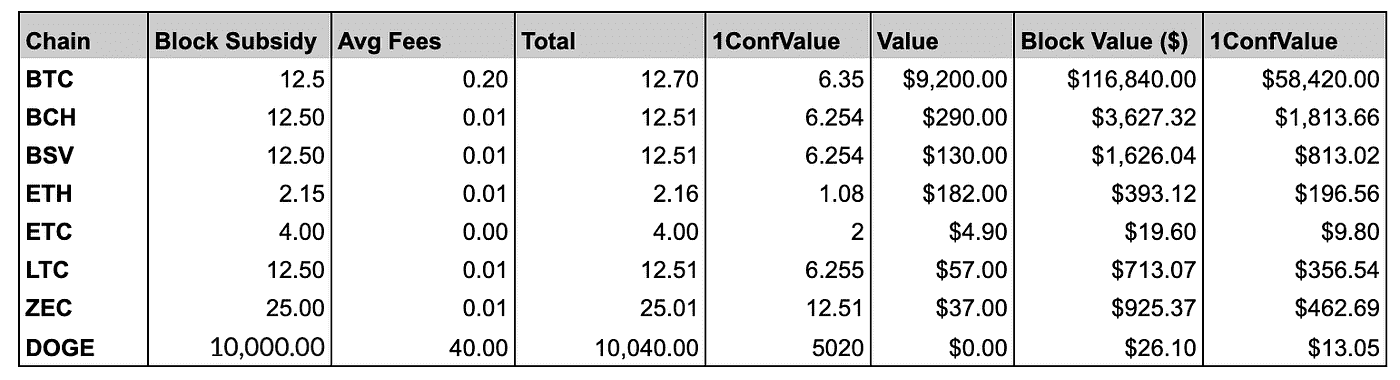 Chain Block Subsidy Avg Fees Total 1ConfValue Value Block Value ($) 1ConfValue
BTC 12.5 0.20 12.70 6.35 $9,200.00 $116,840.00 $58,420.00
BCH 12.50 0.01 12.51 6.254 $290.00 $3,627.32 $1,813.66
BSV 12.50 0.01 12.51 6.254 $130.00 $1,626.04 $813.02
ETH 2.15 0.01 2.16 1.08 $182.00 $393.12 $196.56
ETC 4.00 0.00 4.00 2 $4.90 $19.60 $9.80
LTC 12.50 0.01 12.51 6.255 $57.00 $713.07 $356.54
ZEC 25.00 0.01 25.01 12.51 $37.00 $925.37 $462.69
DOGE 10,000.00 40.00 10,040.00 5020 $0.00 $26.10 $13.05